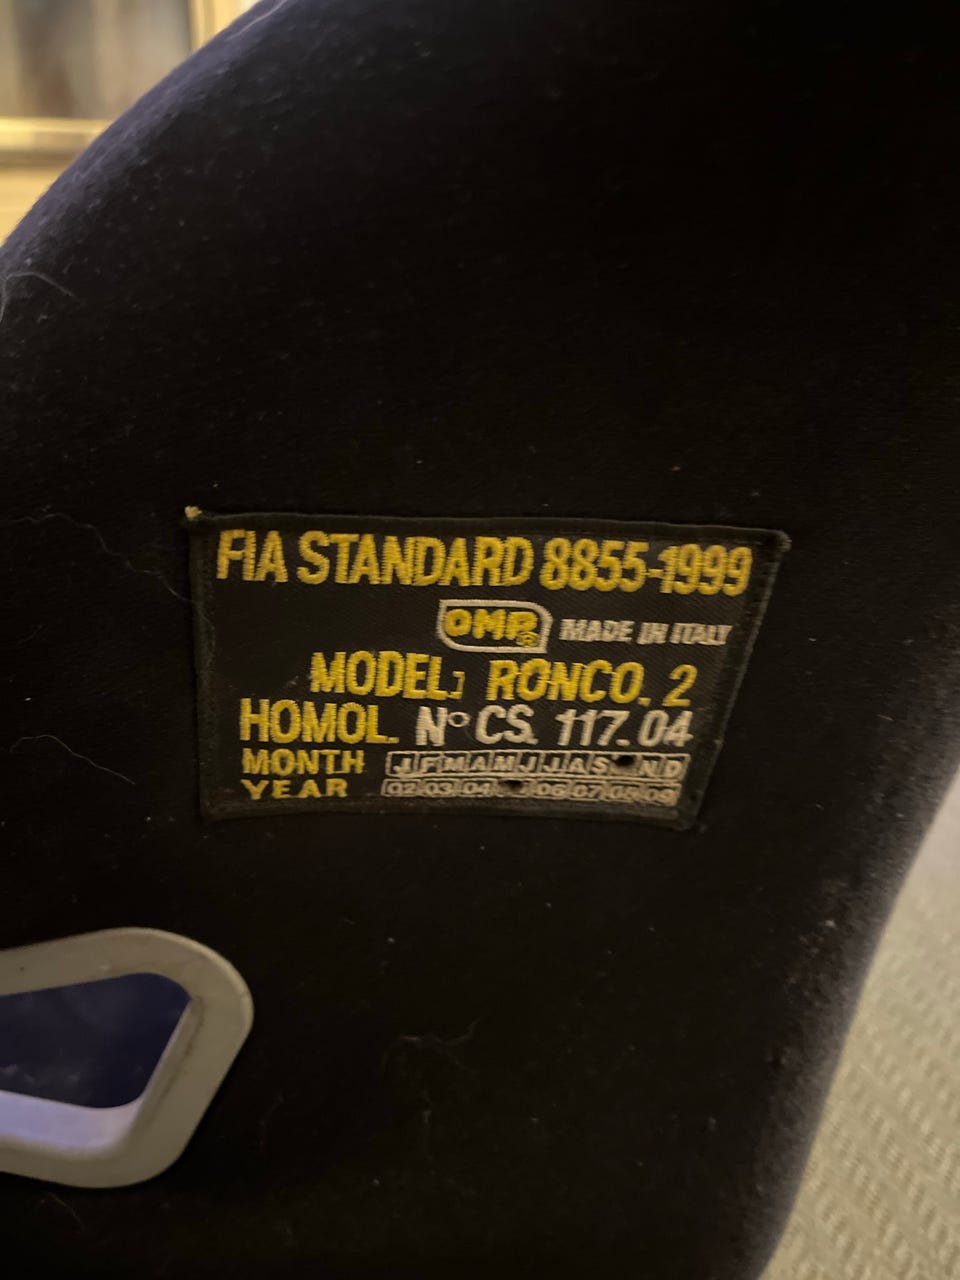 FIA STANDARD 8855-1999
OMP® MADE IN ITALY
MODEL: RONCO. 2
HOMOL. N° CS. 117.04
MONTH J F M A M J J A S N D
YEAR 02 03 04 06 07 08 09